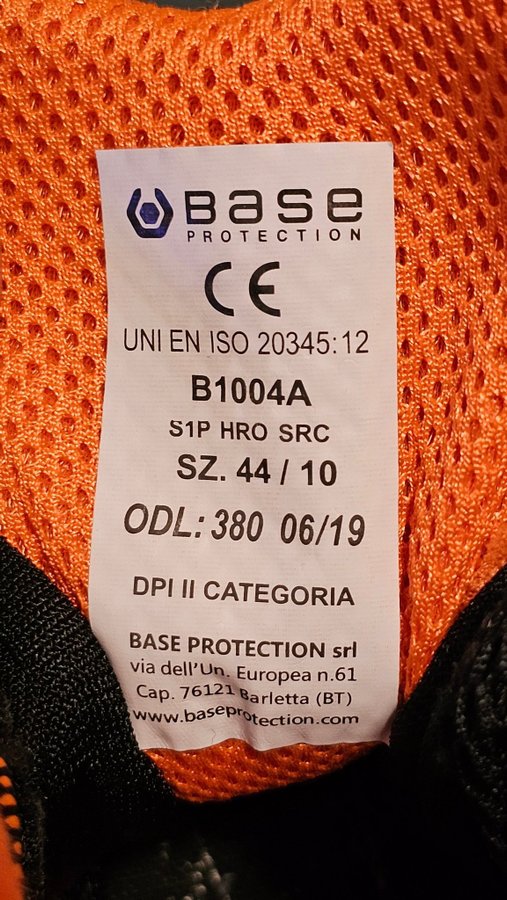 BASE
PROTECTION
CE
UNI EN ISO 20345:12
B1004A
S1P HRO SRC
SZ. 44 / 10
ODL: 380 06/19
DPI II CATEGORIA
BASE PROTECTION srl
via dell'Un. Europea n.61
Cap. 76121 Barletta (BT)
www.baseprotection.com